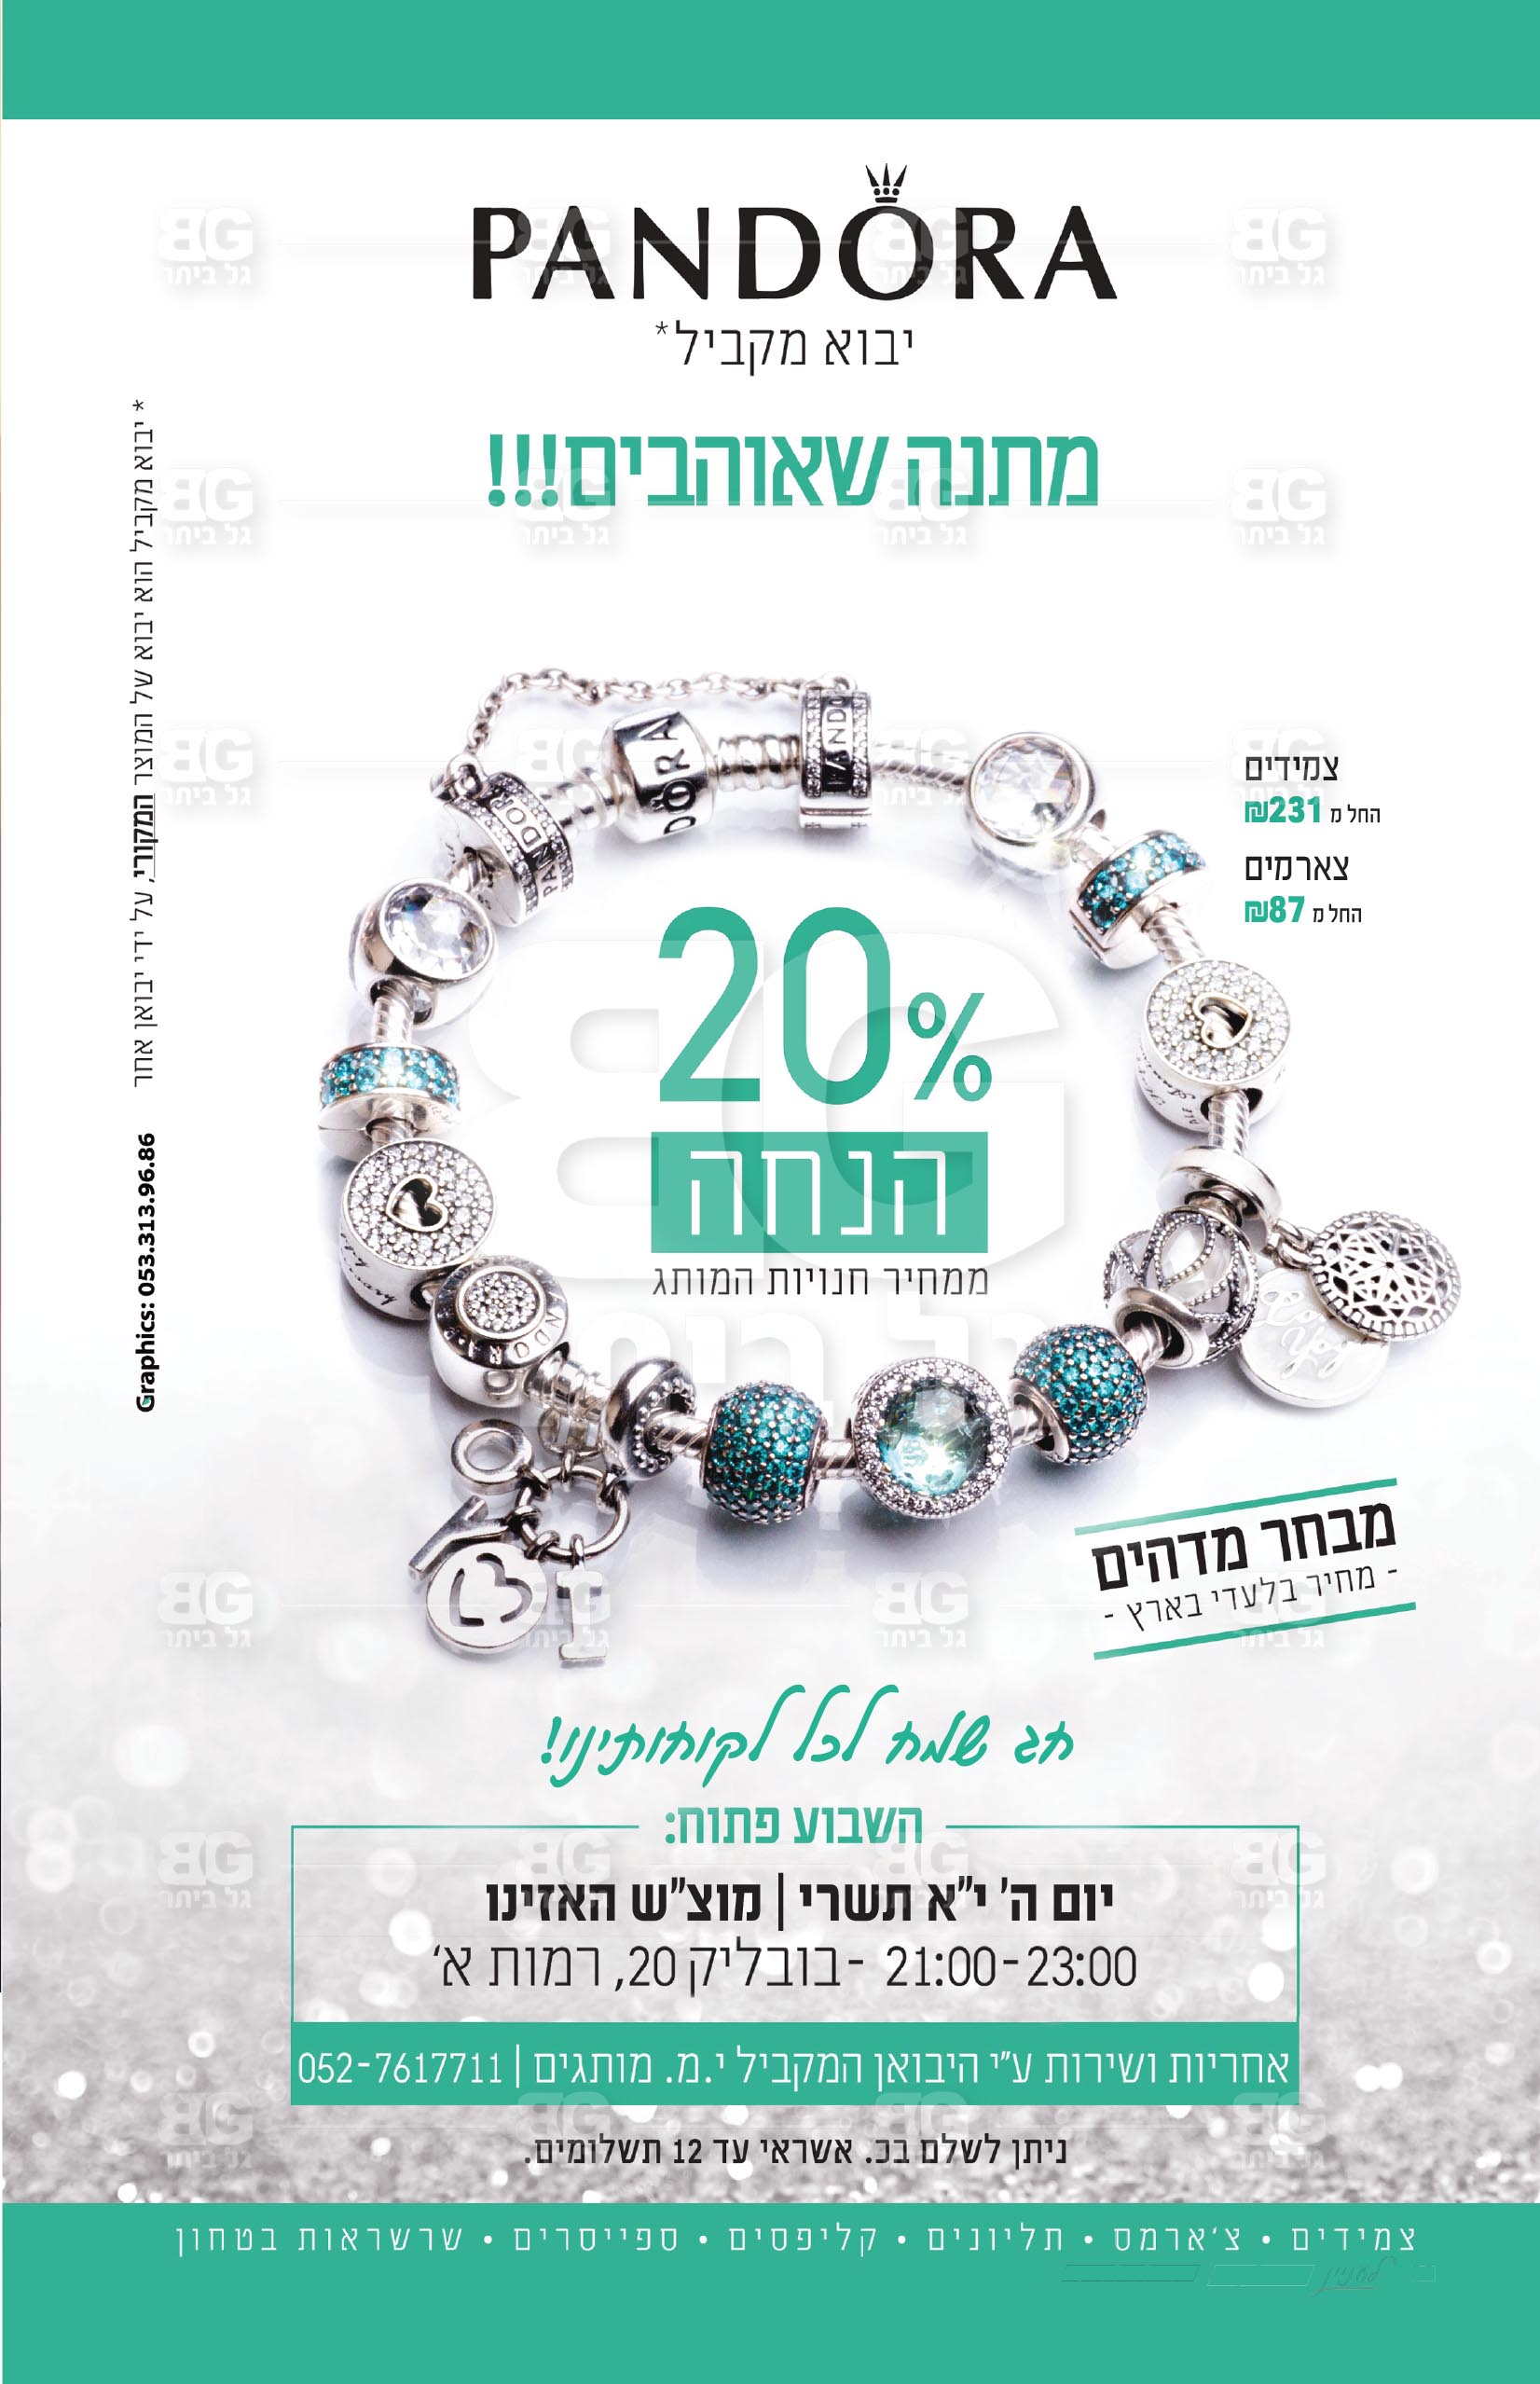 PANDORA
יבוא מקביל*
מתנה שאוהבים!!!
* יבוא מקביל הוא יבוא של המוצר המקורי, על ידי יבואן אחר
Graphics: 053.313.96.86
צמידים
החל מ 231₪
צארמים
החל מ 87₪
20%
הנחה
ממחיר חנויות המותג
מבחר מדהים
- מחיר בלעדי בארץ -
חג שמח לכל לקוחותינו!
השבוע פתוח:
יום ה' י"א תשרי | מוצ"ש האזינו
21:00-23:00 - בובליק 20, רמות א'
אחריות ושירות ע"י היבואן המקביל י.מ. מותגים | 052-7617711
ניתן לשלם בכ. אשראי עד 12 תשלומים.
צמידים • צ'ארמס • תליונים • קליפסים • ספייסרים • שרשראות בטחון
BG
גל ביתר